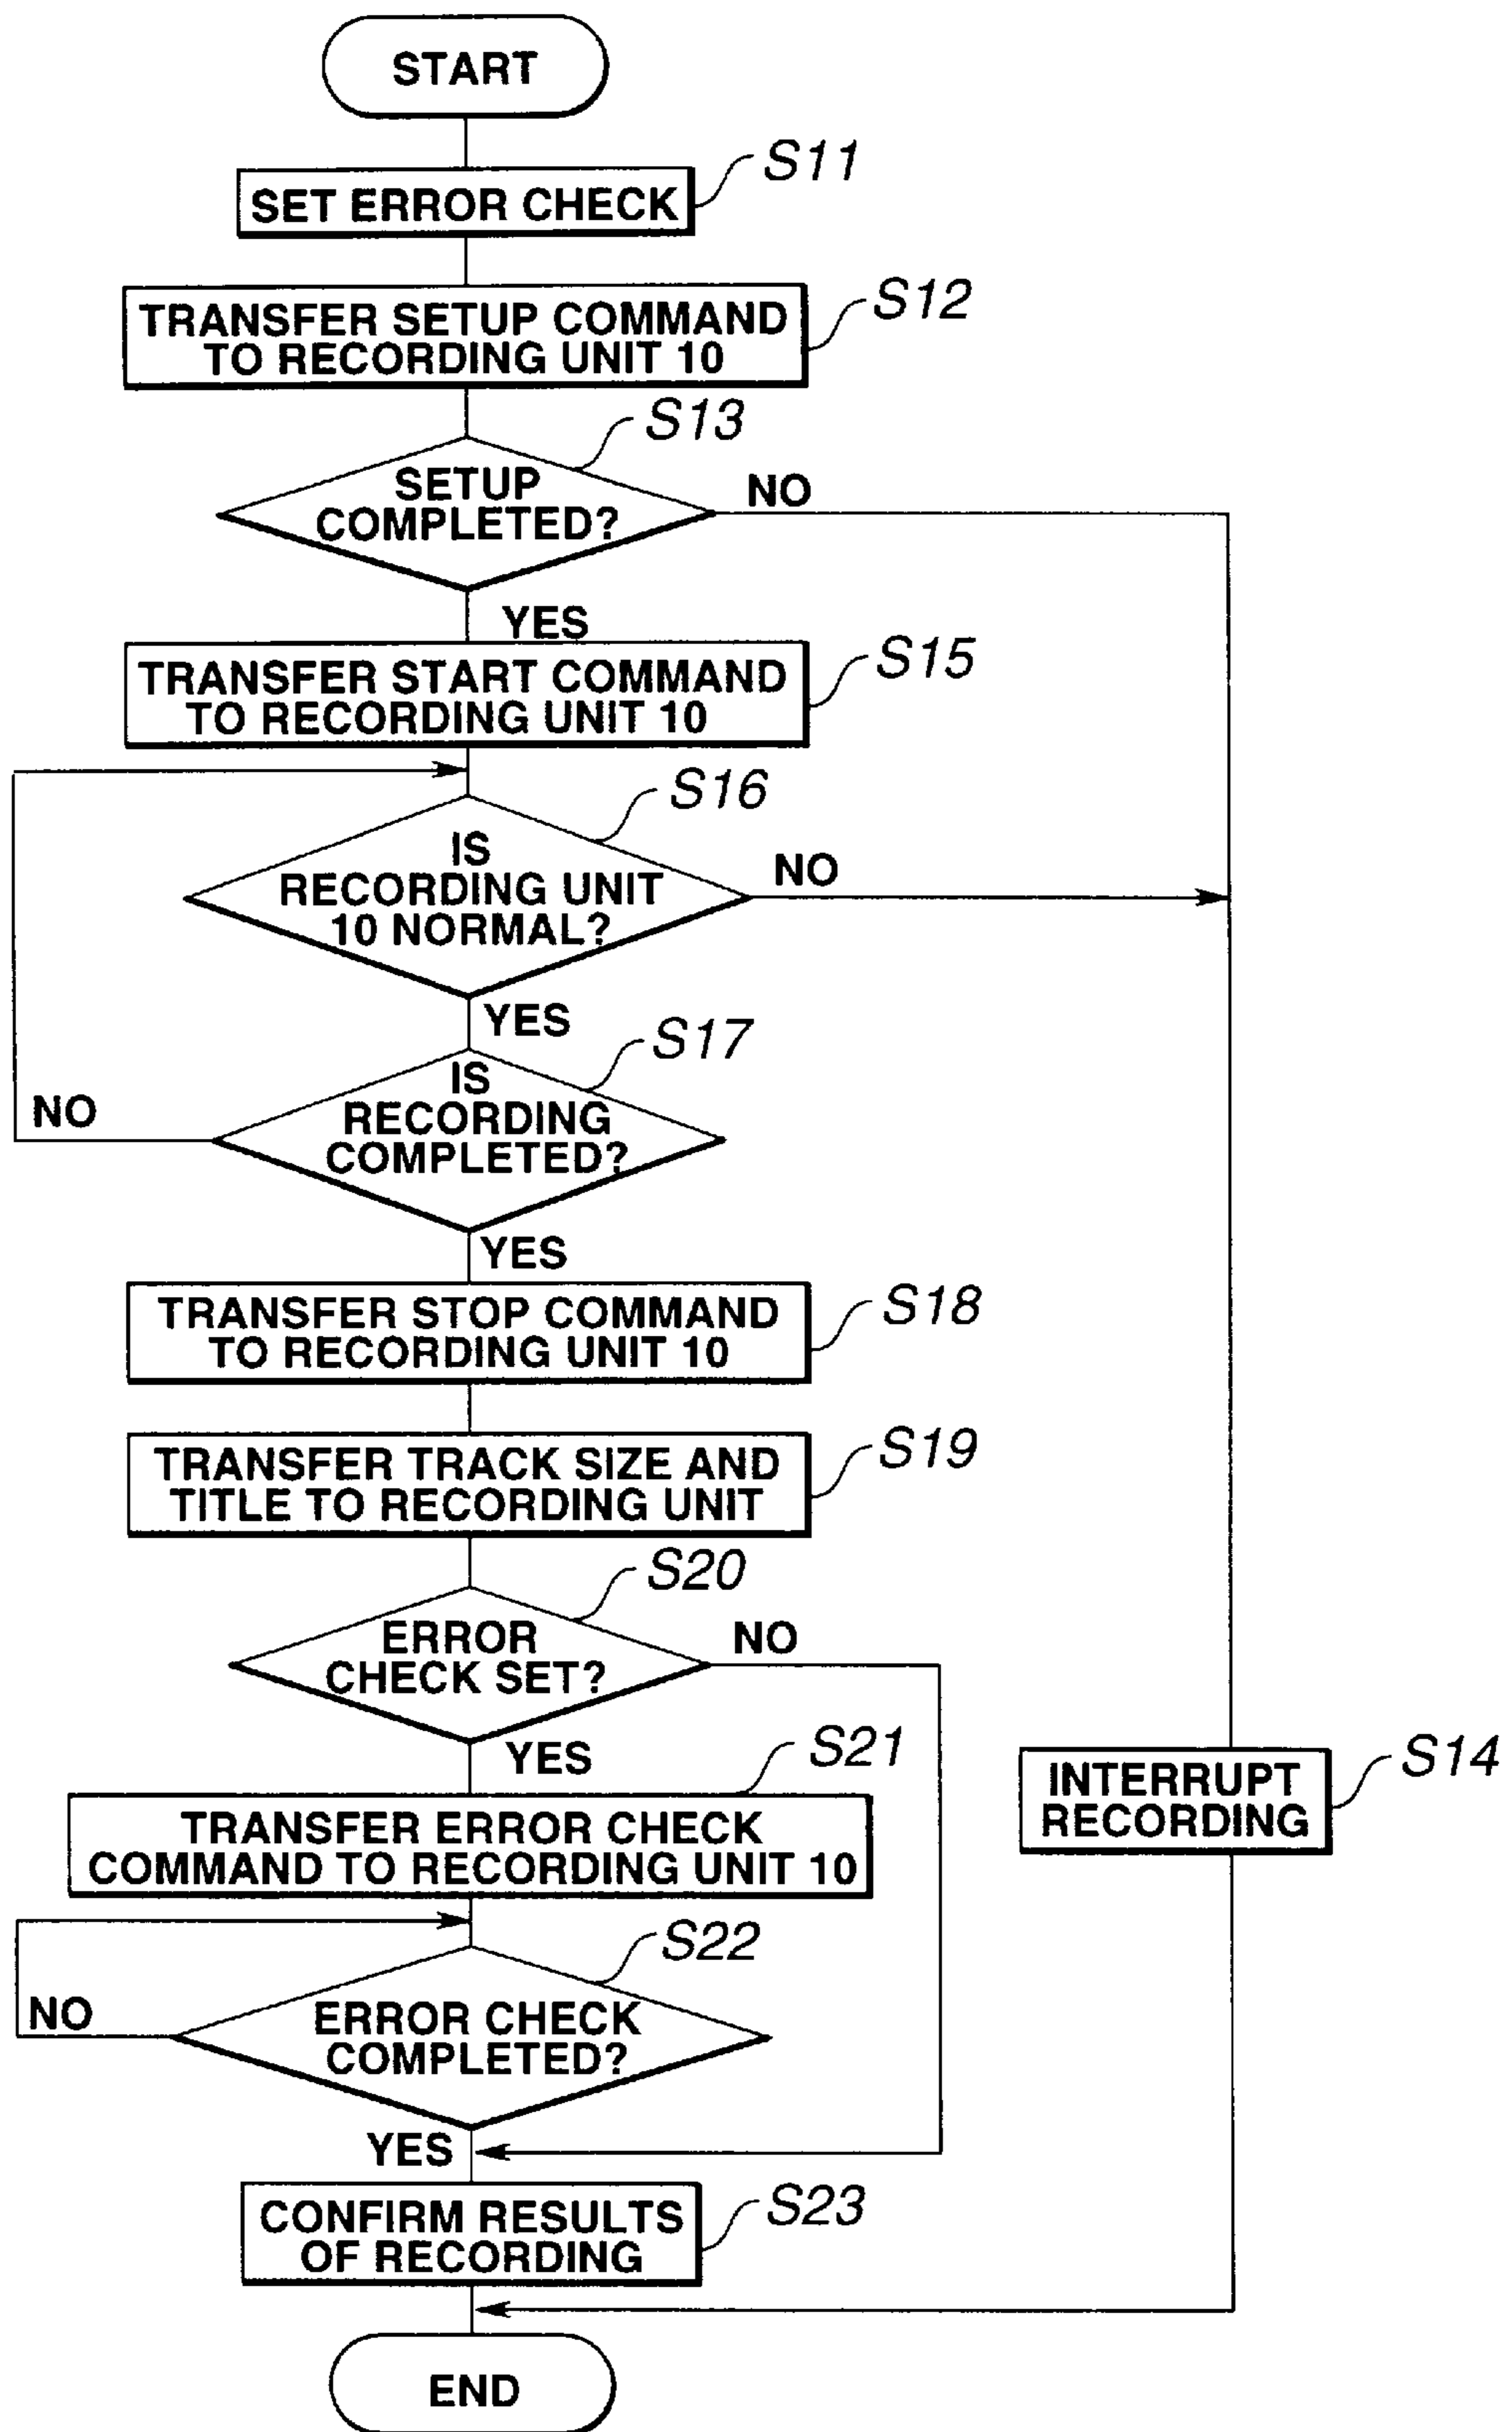 START
S11
SET ERROR CHECK
S12
TRANSFER SETUP COMMAND
TO RECORDING UNIT 10
S13
SETUP
COMPLETED?
NO
YES
S15
TRANSFER START COMMAND
TO RECORDING UNIT 10
S16
IS
RECORDING UNIT
10 NORMAL?
NO
YES
S17
IS
RECORDING
COMPLETED?
NO
YES
S18
TRANSFER STOP COMMAND
TO RECORDING UNIT 10
S19
TRANSFER TRACK SIZE AND
TITLE TO RECORDING UNIT
S20
ERROR
CHECK SET?
NO
YES
S21
TRANSFER ERROR CHECK
COMMAND TO RECORDING UNIT 10
S14
INTERRUPT
RECORDING
S22
ERROR CHECK
COMPLETED?
NO
YES
S23
CONFIRM RESULTS
OF RECORDING
END